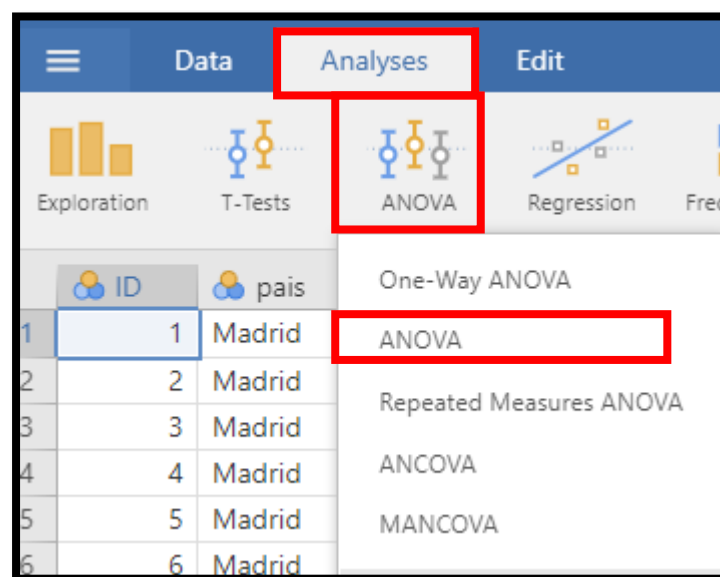 Data Analyses Edit
Exploration T-Tests ANOVA Regression
ID pais One-Way ANOVA
1 1 Madrid ANOVA
2 2 Madrid
Repeated Measures ANOVA
3 3 Madrid
4 4 Madrid ANCOVA
5 5 Madrid MANCOVA
6 6 Madrid